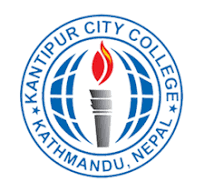 KANTIPUR CITY COLLEGE
KATHMANDU, NEPAL